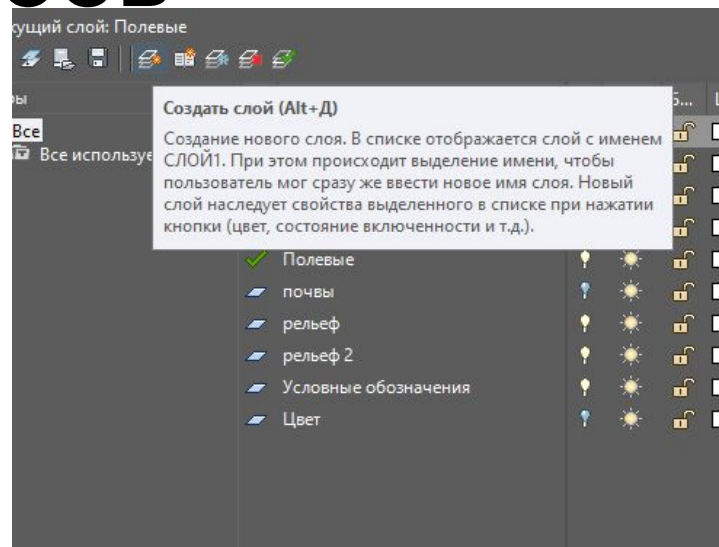 кущий слой: Полевые
ры
Б...
Все
Все используе
Создать слой (Alt+Д)
Создание нового слоя. В списке отображается слой с именем
СЛОЙ1. При этом происходит выделение имени, чтобы
пользователь мог сразу же ввести новое имя слоя. Новый
слой наследует свойства выделенного в списке при нажатии
кнопки (цвет, состояние включенности и т.д.).
Полевые
почвы
рельеф
рельеф 2
Условные обозначения
Цвет